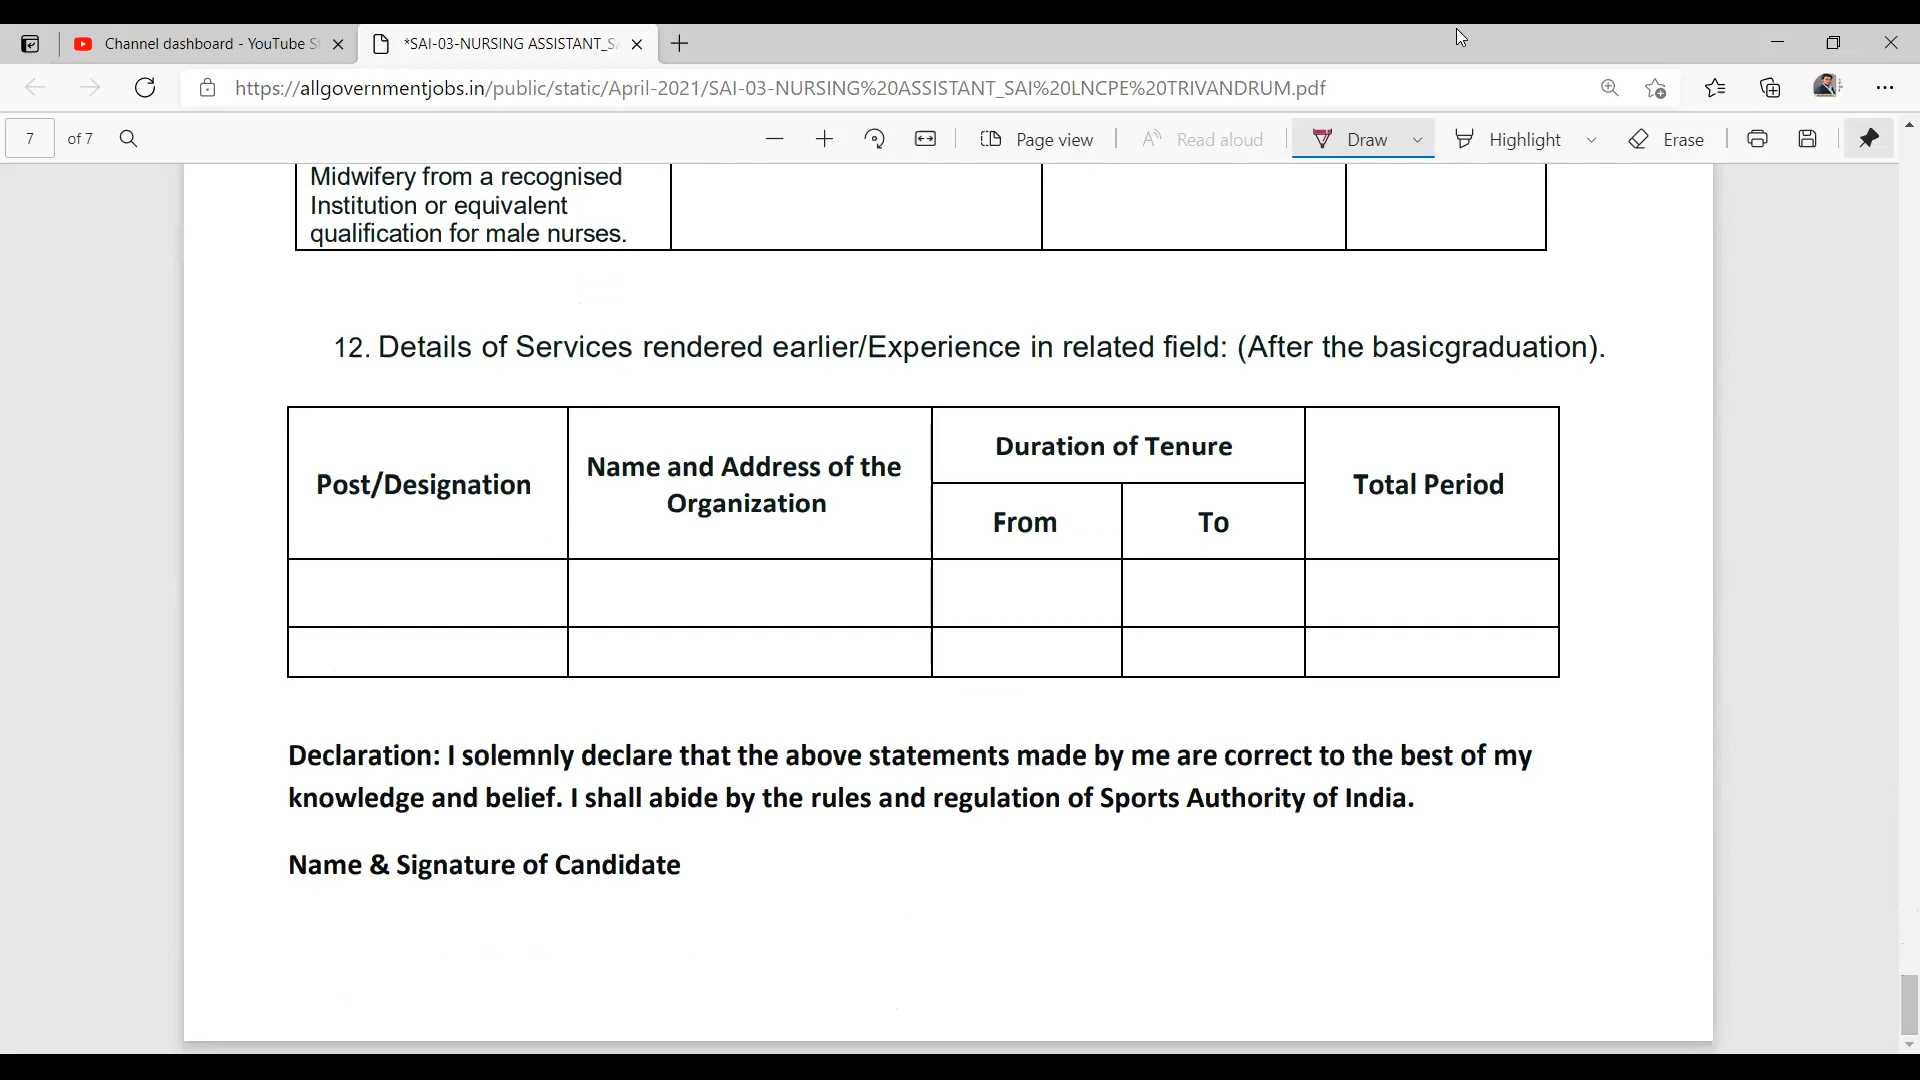 Channel dashboard - YouTube S
*SAI-03-NURSING ASSISTANT_S
https://allgovernmentjobs.in/public/static/April-2021/SAI-03-NURSING%20ASSISTANT_SAI%20LNCPE%20TRIVANDRUM.pdf
7 of 7 Page view Read aloud Draw Highlight Erase
Midwifery from a recognised
Institution or equivalent
qualification for male nurses.
12. Details of Services rendered earlier/Experience in related field: (After the basicgraduation).
Post/Designation
Name and Address of the
Organization
Duration of Tenure
From To
Total Period
Declaration: I solemnly declare that the above statements made by me are correct to the best of my
knowledge and belief. I shall abide by the rules and regulation of Sports Authority of India.
Name & Signature of Candidate